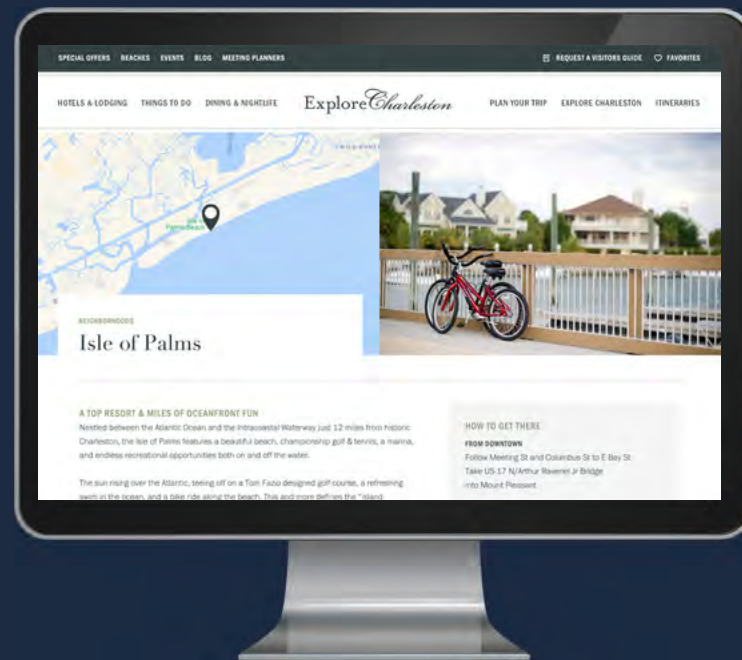 SPECIAL OFFERS BEACHES EVENTS BLOG MEETING PLANNERS
REQUEST A VISITORS GUIDE FAVORITES
HOTELS & LODGING THINGS TO DO DINING & NIGHTLIFE
Explore Charleston
PLAN YOUR TRIP EXPLORE CHARLESTON ITINERARIES
Isle of
Palms Beach
NEIGHBORHOODS
Isle of Palms
A TOP RESORT & MILES OF OCEANFRONT FUN
Nestled between the Atlantic Ocean and the Intracoastal Waterway just 12 miles from historic
Charleston, the Isle of Palms features a beautiful beach, championship golf & tennis, a marina,
and endless recreational opportunities both on and off the water.
The sun rising over the Atlantic, teeing off on a Tom Fazio designed golf course, a refreshing
swim in the ocean, and a bike ride along the beach. This and more defines the "island
HOW TO GET THERE
FROM DOWNTOWN
Follow Meeting St and Columbus St to E Bay St
Take US-17 N/Arthur Ravenel Jr Bridge
into Mount Pleasant